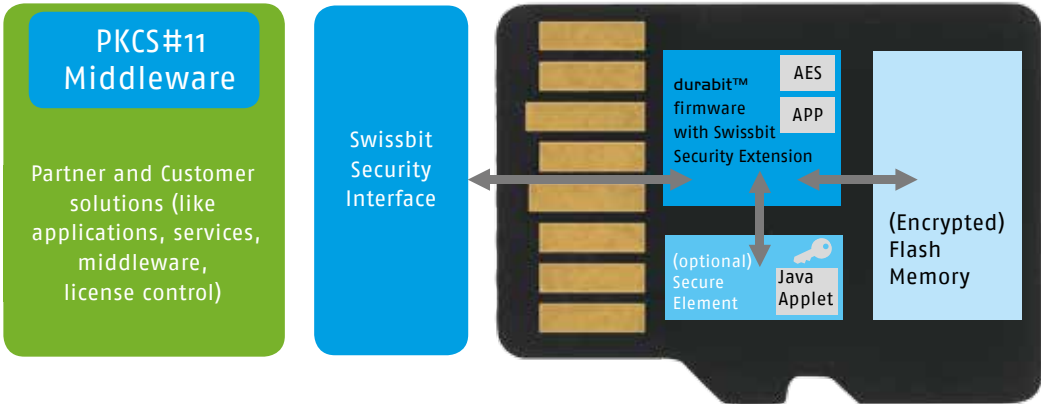 PKCS#11
Middleware
Partner and Customer
solutions (like
applications, services,
middleware,
license control)
Swissbit
Security
Interface
durabit™
firmware
with Swissbit
Security Extension
AES
APP
(optional)
Secure
Element
Java
Applet
(Encrypted)
Flash
Memory